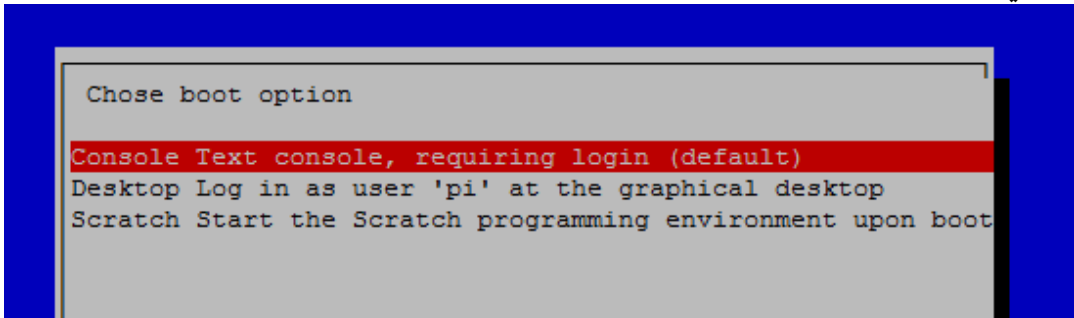 Chose boot option
Console Text console, requiring login (default)
Desktop Log in as user 'pi' at the graphical desktop
Scratch Start the Scratch programming environment upon boot